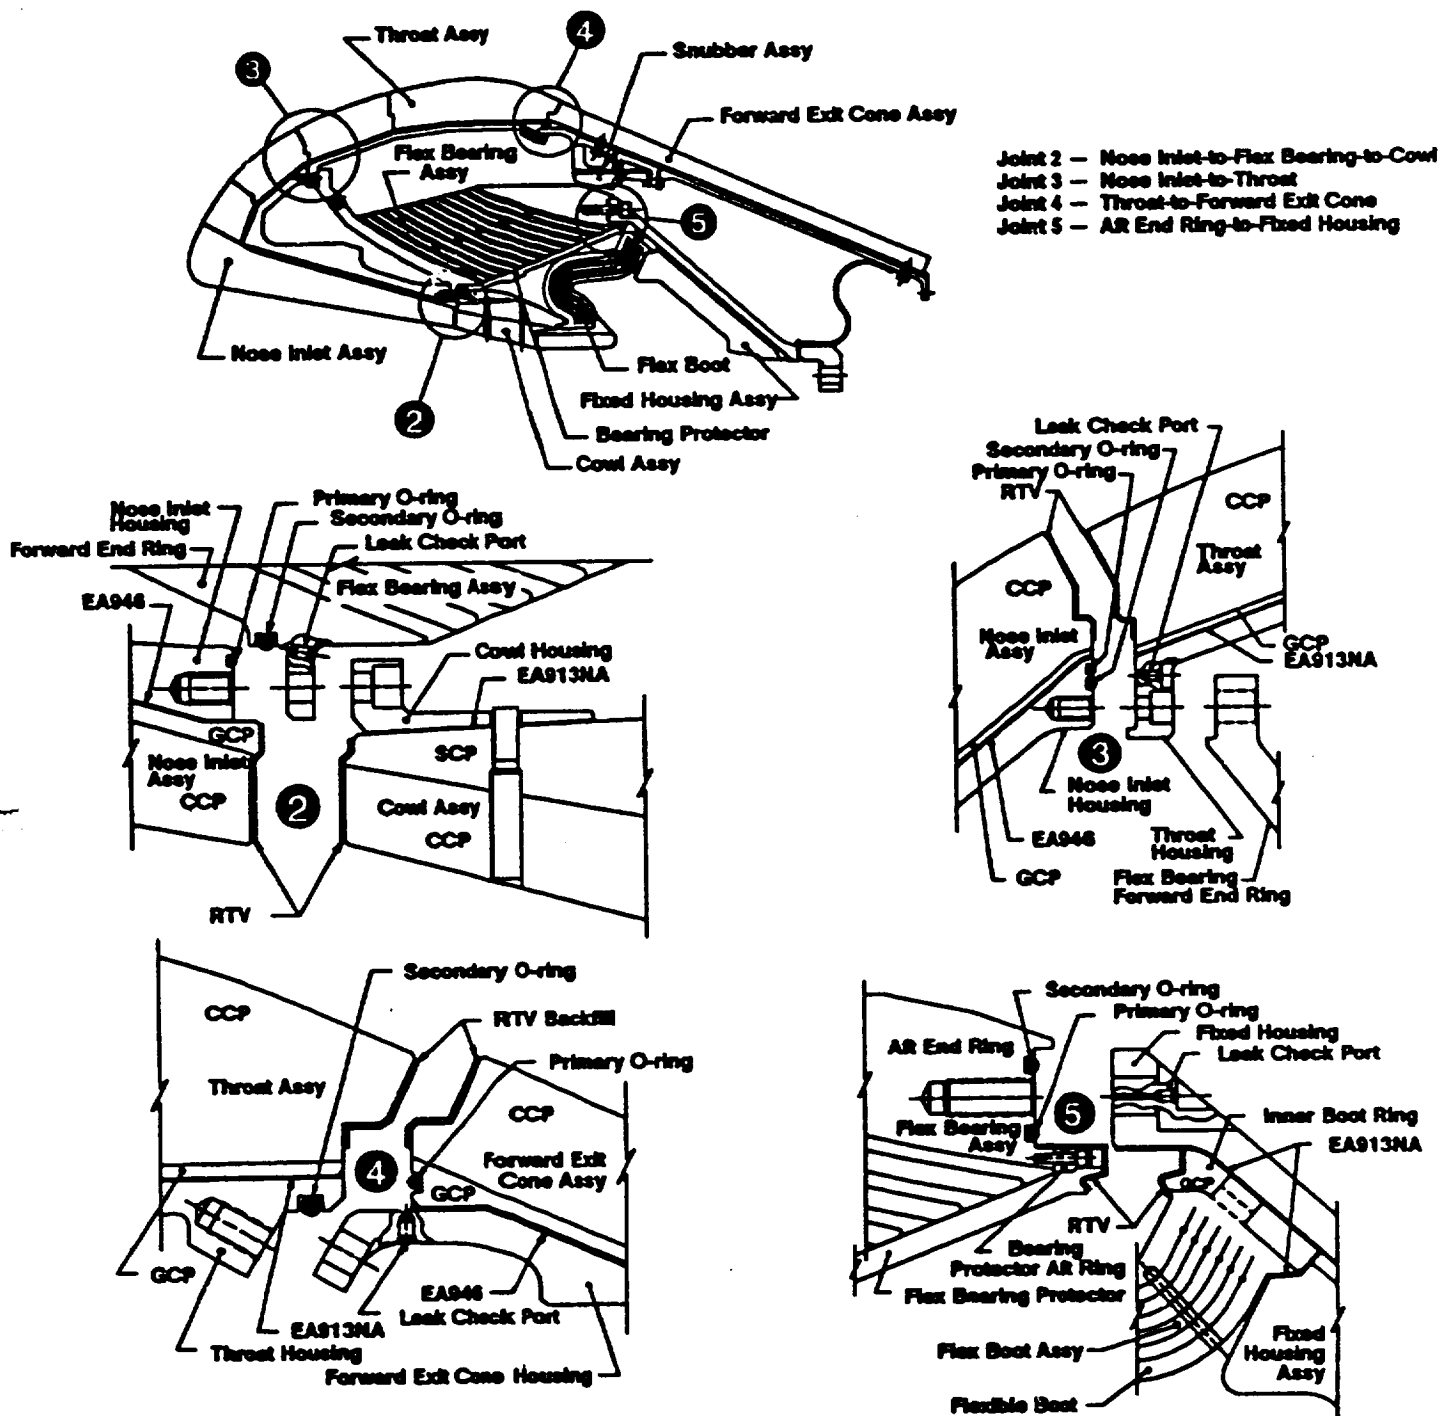 Throat Assy
4
Snubber Assy
3
Forward Exit Cone Assy
Flex Bearing
Assy
5
Joint 2 — Nose Inlet-to-Flex Bearing-to-Cowl
Joint 3 — Nose Inlet-to-Throat
Joint 4 — Throat-to-Forward Exit Cone
Joint 5 — Aft End Ring-to-Fixed Housing
Nose Inlet Assy
Flex Boot
Fixed Housing Assy
2
Bearing Protector
Cowl Assy
Nose Inlet
Housing
Primary O-ring
Secondary O-ring
Forward End Ring
Leak Check Port
Flex Bearing Assy
EA946
Cowl Housing
EA913NA
GCP
Nose Inlet
Assy
CCP
SCP
2
Cowl Assy
CCP
RTV
Leak Check Port
Secondary O-ring
Primary O-ring
RTV
CCP
Throat
Assy
CCP
Nose Inlet
Assy
GCP
EA913NA
3
Nose Inlet
Housing
EA946
Throat
Housing
GCP
Flex Bearing
Forward End Ring
Secondary O-ring
CCP
RTV Backfill
Primary O-ring
Throat Assy
CCP
4
Forward Exit
Cone Assy
GCP
GCP
EA946
Leak Check Port
EA913NA
Throat Housing
Forward Exit Cone Housing
Secondary O-ring
Primary O-ring
Fixed Housing
Aft End Ring
Leak Check Port
5
Flex Bearing
Assy
Inner Boot Ring
EA913NA
GCP
RTV
Bearing
Protector Aft Ring
Flex Bearing Protector
Flex Boot Assy
Fixed
Housing
Assy
Flexible Boot